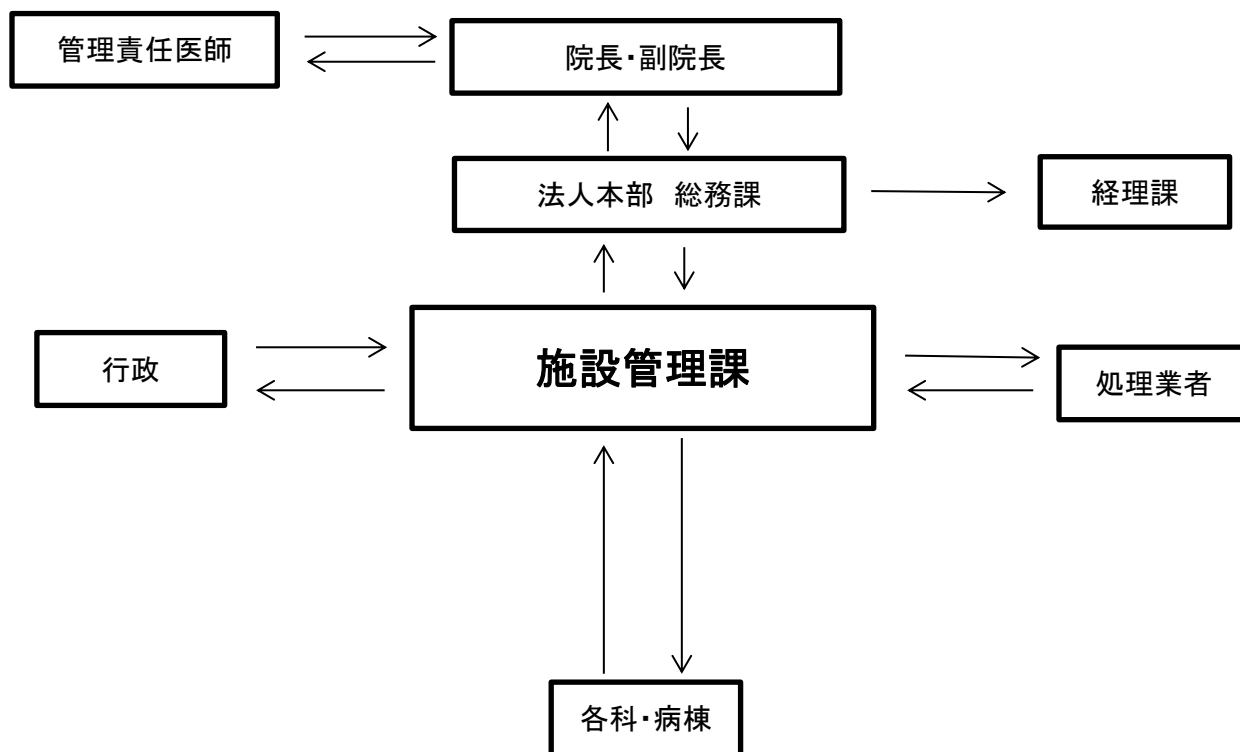 管理責任医師
院長・副院長
法人本部　総務課
経理課
行政
施設管理課
処理業者
各科・病棟